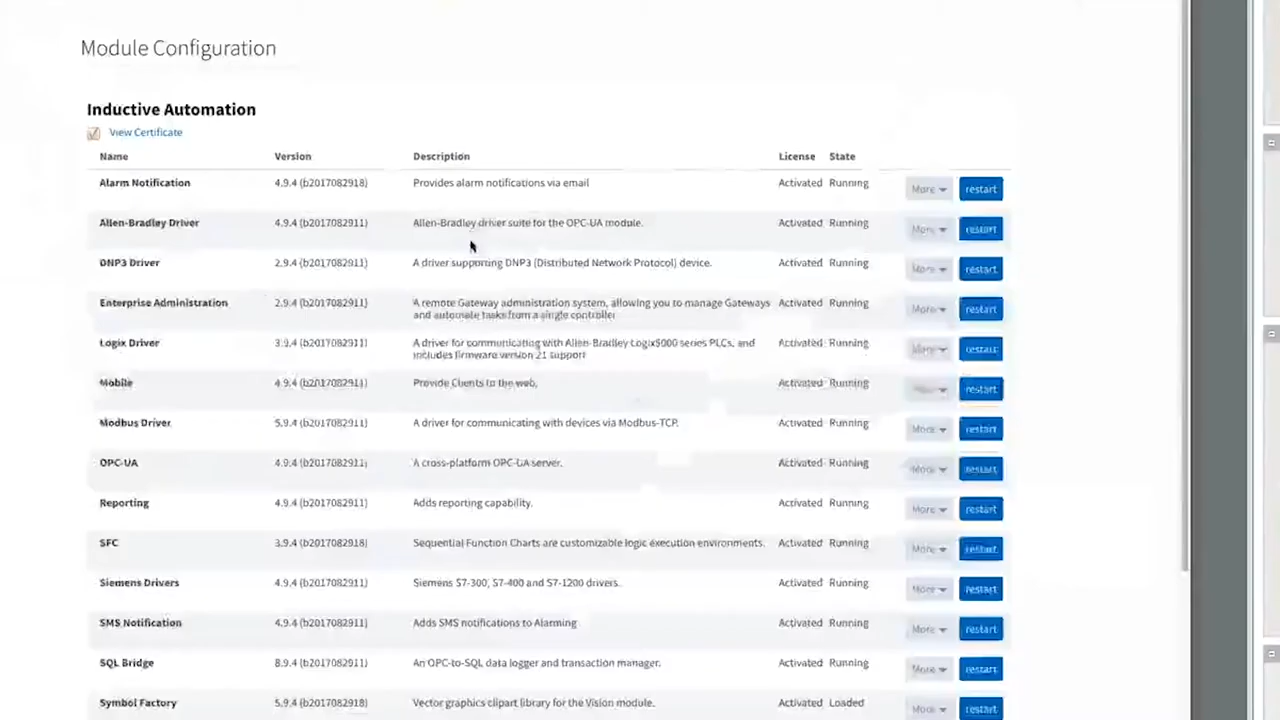 Module Configuration
Inductive Automation
View Certificate
Name Version Description License State
Alarm Notification 4.9.4 (b2017082918) Provides alarm notifications via email Activated Running More restart
Allen-Bradley Driver 4.9.4 (b2017082911) Allen-Bradley driver suite for the OPC-UA module. Activated Running More restart
DNP3 Driver 2.9.4 (b2017082911) A driver supporting DNP3 (Distributed Network Protocol) device. Activated Running More restart
Enterprise Administration 2.9.4 (b2017082911) A remote Gateway administration system, allowing you to manage Gateways Activated Running More restart
and automate tasks from a single controller
Logix Driver 3.9.4 (b2017082911) A driver for communicating with Allen-Bradley Logix5000 series PLCs, and Activated Running More restart
includes firmware version 21 support
Mobile 4.9.4 (b2017082911) Provide Clients to the web. Activated Running More restart
Modbus Driver 5.9.4 (b2017082911) A driver for communicating with devices via Modbus-TCP. Activated Running More restart
OPC-UA 4.9.4 (b2017082911) A cross-platform OPC-UA server. Activated Running More restart
Reporting 4.9.4 (b2017082911) Adds reporting capability. Activated Running More restart
SFC 3.9.4 (b2017082918) Sequential Function Charts are customizable logic execution environments. Activated Running More restart
Siemens Drivers 4.9.4 (b2017082911) Siemens S7-300, S7-400 and S7-1200 drivers. Activated Running More restart
SMS Notification 4.9.4 (b2017082911) Adds SMS notifications to Alarming Activated Running More restart
SQL Bridge 8.9.4 (b2017082911) An OPC-to-SQL data logger and transaction manager. Activated Running More restart
Symbol Factory 5.9.4 (b2017082918) Vector graphics clipart library for the Vision module. Activated Loaded More restart